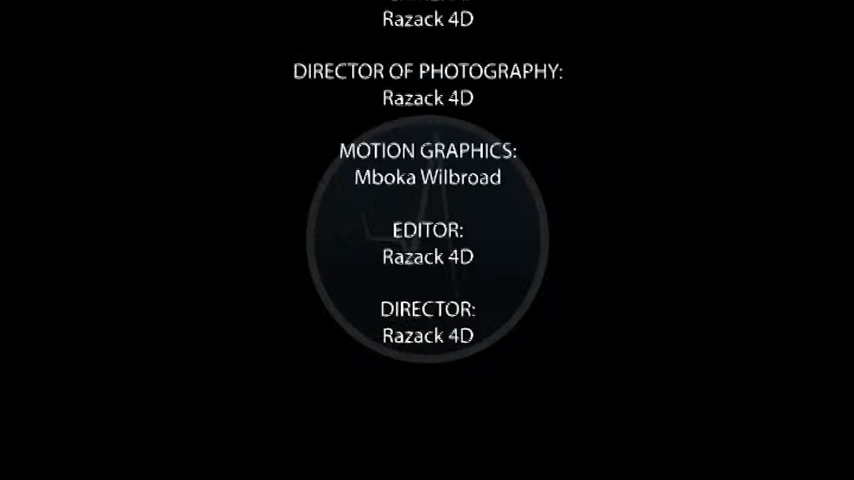 Razack 4D
DIRECTOR OF PHOTOGRAPHY:
Razack 4D
MOTION GRAPHICS:
Mboka Wilbroad
EDITOR:
Razack 4D
DIRECTOR:
Razack 4D